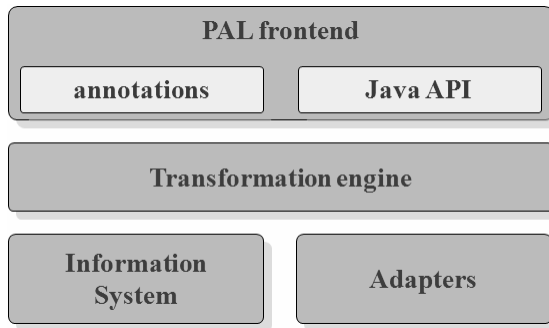 PAL frontend
annotations
Java API
Transformation engine
Information
System
Adapters